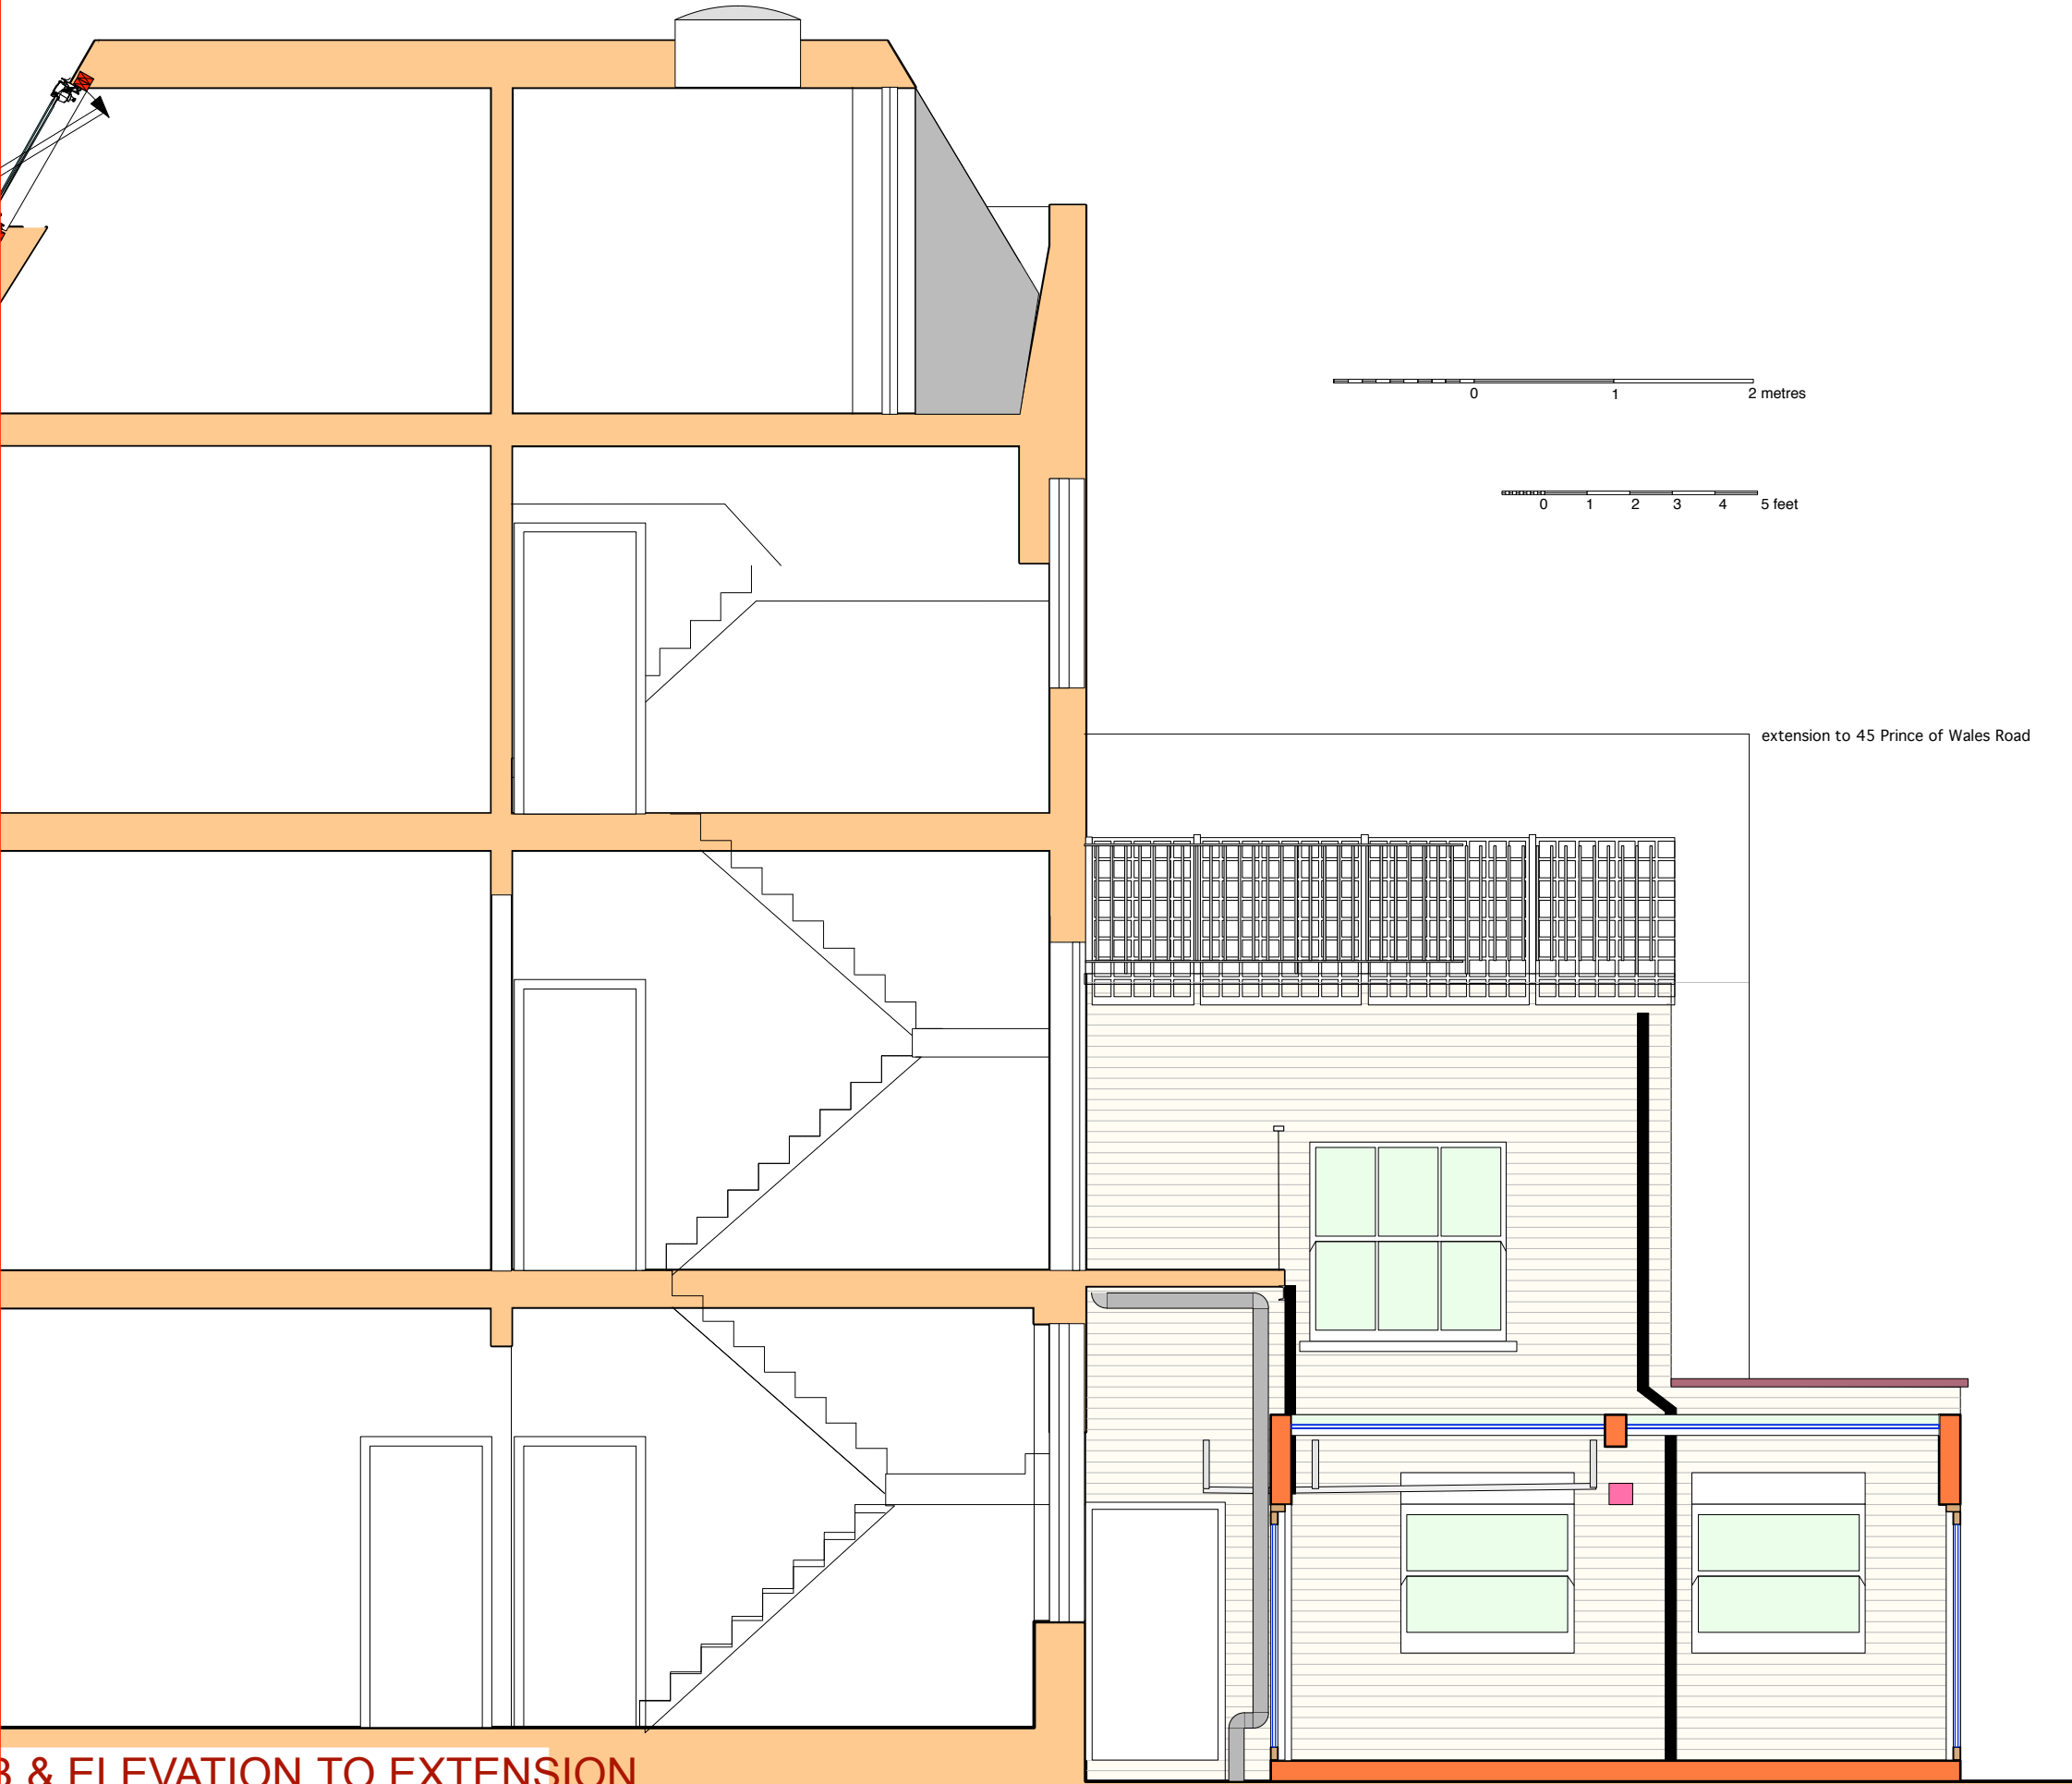 0 1 2 metres
0 1 2 3 4 5 feet
extension to 45 Prince of Wales Road
B & ELEVATION TO EXTENSION